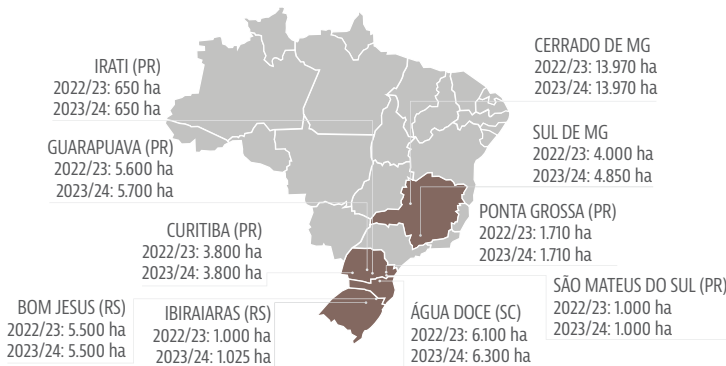 IRATI (PR)
2022/23: 650 ha
2023/24: 650 ha
GUARAPUAVA (PR)
2022/23: 5.600 ha
2023/24: 5.700 ha
CURITIBA (PR)
2022/23: 3.800 ha
2023/24: 3.800 ha
BOM JESUS (RS)
2022/23: 5.500 ha
2023/24: 5.500 ha
IBIRAIARAS (RS)
2022/23: 1.000 ha
2023/24: 1.025 ha
CERRADO DE MG
2022/23: 13.970 ha
2023/24: 13.970 ha
SUL DE MG
2022/23: 4.000 ha
2023/24: 4.850 ha
PONTA GROSSA (PR)
2022/23: 1.710 ha
2023/24: 1.710 ha
SÃO MATEUS DO SUL (PR)
2022/23: 1.000 ha
2023/24: 1.000 ha
ÁGUA DOCE (SC)
2022/23: 6.100 ha
2023/24: 6.300 ha